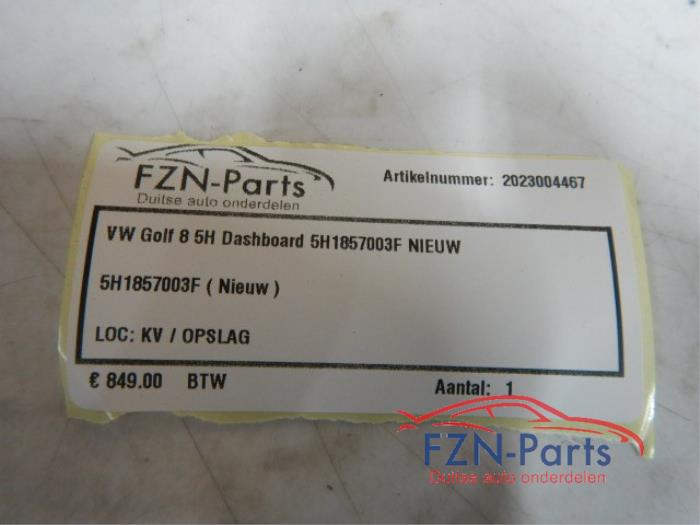 FZN-Parts
Duitse auto onderdelen
Artikelnummer: 2023004467
VW Golf 8 5H Dashboard 5H1857003F NIEUW
5H1857003F ( Nieuw )
LOC: KV / OPSLAG
€ 849.00 BTW
Aantal: 1
FZN-Parts
Duitse auto onderdelen